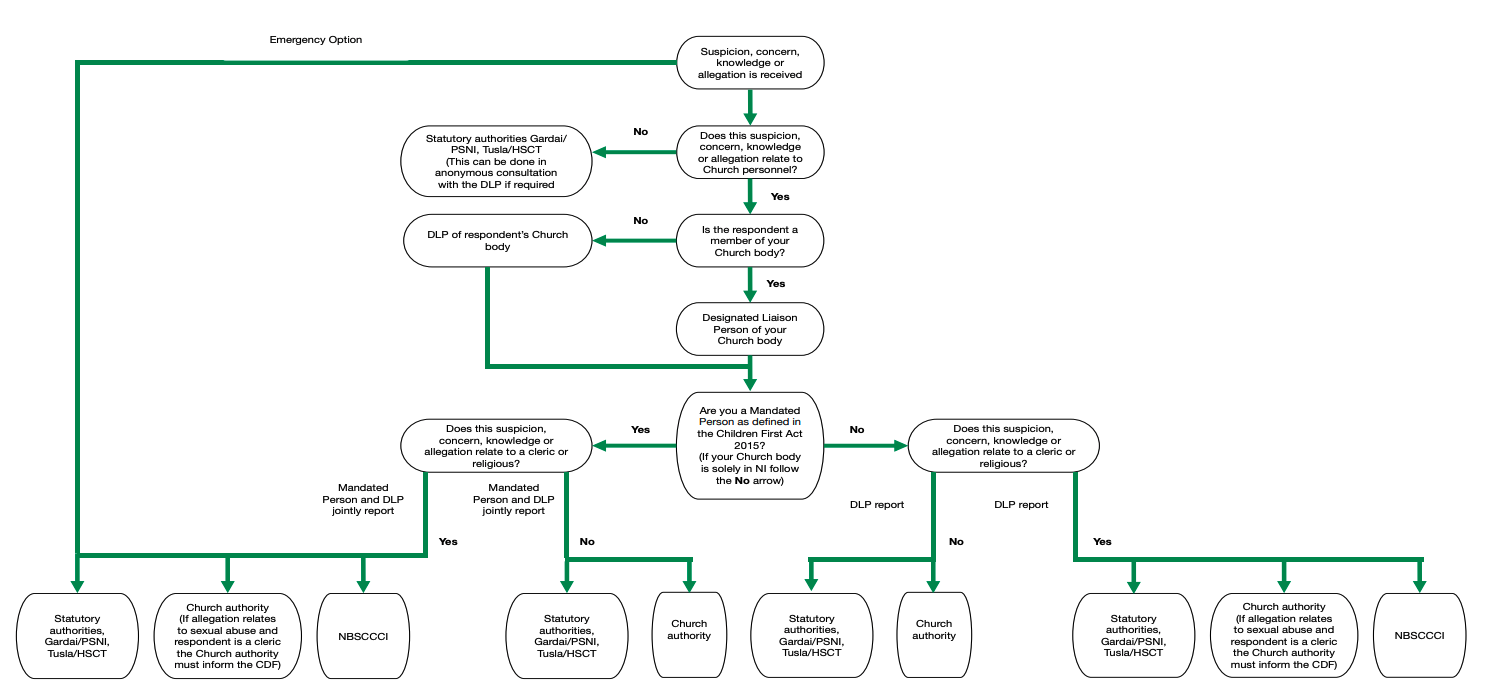 Emergency Option
Suspicion, concern,
knowledge or
allegation is received
No
Statutory authorities Gardai/
PSNI, Tusla/HSCT
(This can be done in
anonymous consultation
with the DLP if required
Does this suspicion,
concern, knowledge
or allegation relate to
Church personnel?
Yes
No
DLP of respondent's Church
body
Is the respondent a
member of your
Church body?
Yes
Designated Liaison
Person of your
Church body
Are you a Mandated
Person as defined in
the Children First Act
2015?
(If your Church body
is solely in NI follow
the No arrow)
Yes
No
Does this suspicion,
concern, knowledge or
allegation relate to a cleric or
religious?
Does this suspicion,
concern, knowledge or
allegation relate to a cleric or
religious?
Mandated
Person and DLP
jointly report
Mandated
Person and DLP
jointly report
DLP report
DLP report
Yes
No
No
Yes
Statutory
authorities,
Gardai/PSNI,
Tusla/HSCT
Church authority
(If allegation relates
to sexual abuse and
respondent is a cleric
the Church authority
must inform the CDF)
NBSCCCI
Statutory
authorities,
Gardai/PSNI,
Tusla/HSCT
Church
authority
Statutory
authorities,
Gardai/PSNI,
Tusla/HSCT
Church
authority
Statutory
authorities,
Gardai/PSNI,
Tusla/HSCT
Church authority
(If allegation relates
to sexual abuse and
respondent is a cleric
the Church authority
must inform the CDF)
NBSCCCI